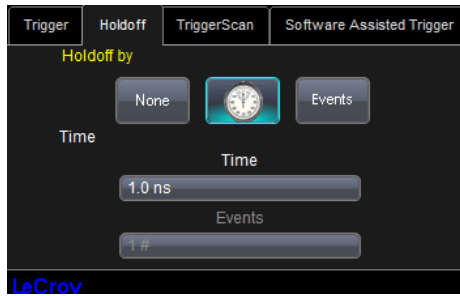 Trigger Holdoff TriggerScan Software Assisted Trigger
Holdoff by
None Events
Time
Time
1.0 ns
Events
1 #
LeCroy